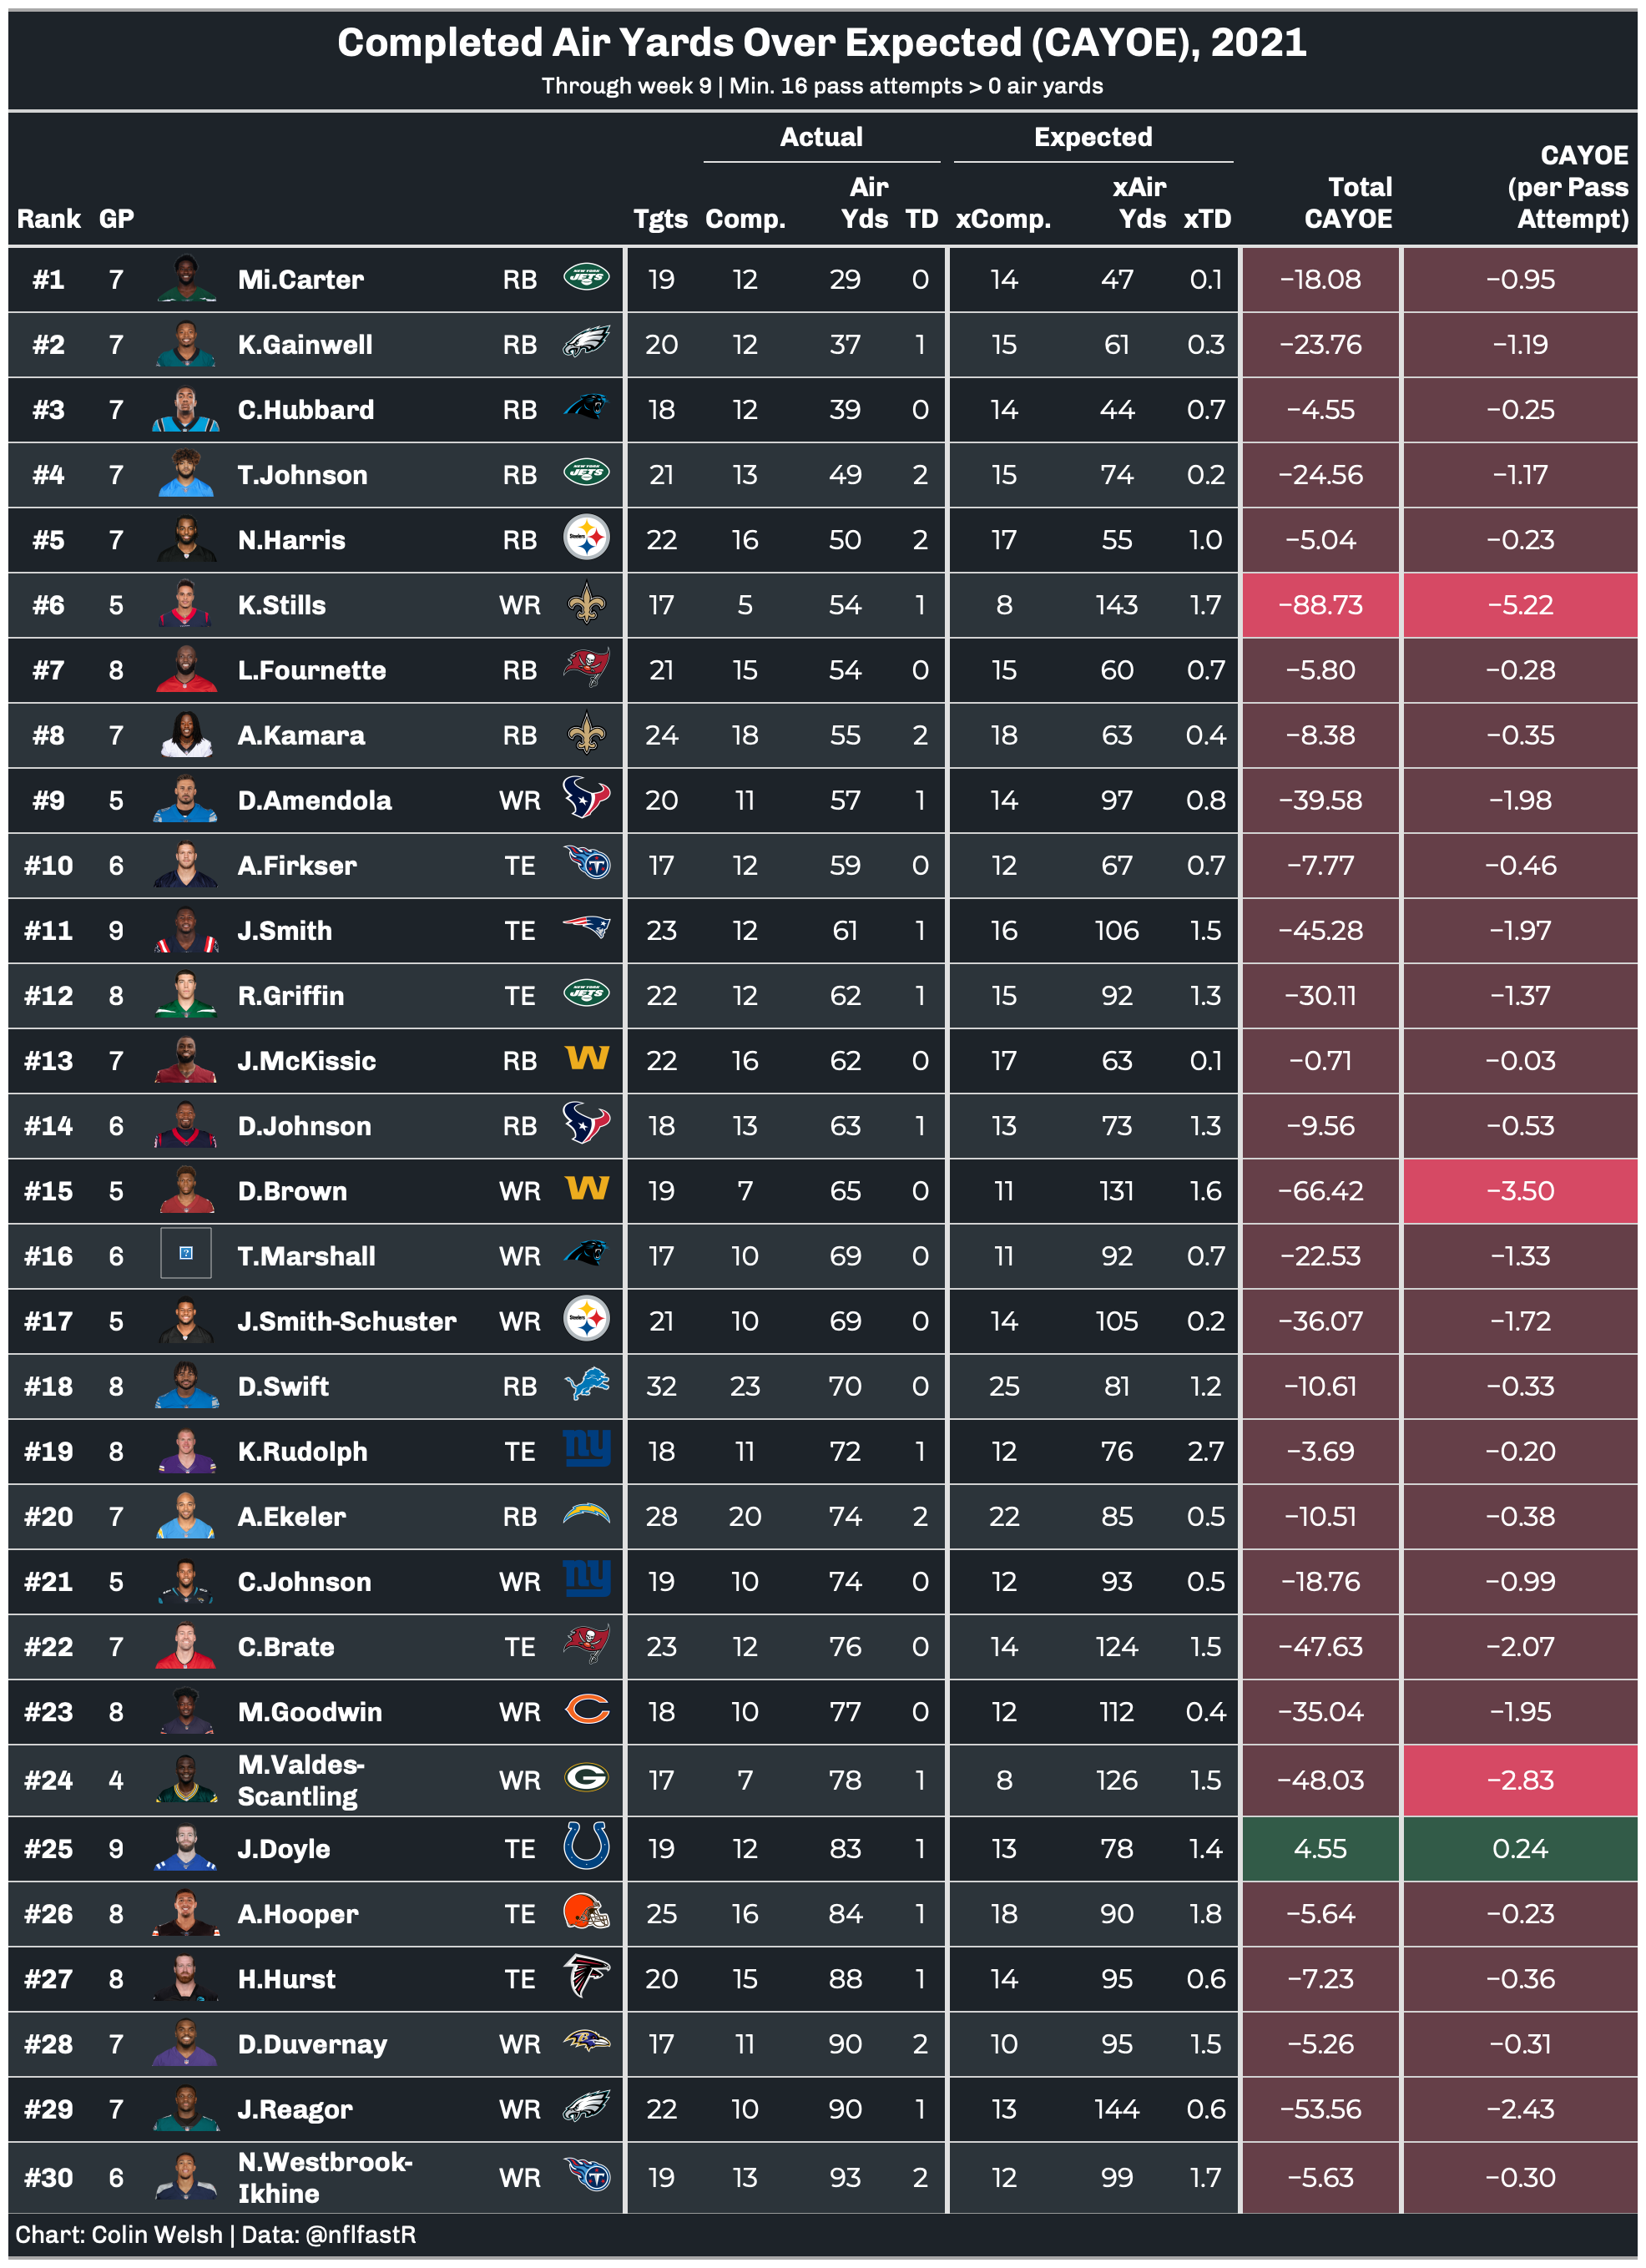 Completed Air Yards Over Expected (CAYOE), 2021
Through week 9 | Min. 16 pass attempts > 0 air yards
Actual Expected
Rank GP Tgts Comp. Air Yds TD xComp. xAir Yds xTD Total CAYOE CAYOE (per Pass Attempt)
#1 7 Mi.Carter RB NEW YORK JETS 19 12 29 0 14 47 0.1 −18.08 −0.95
#2 7 K.Gainwell RB 20 12 37 1 15 61 0.3 −23.76 −1.19
#3 7 C.Hubbard RB 18 12 39 0 14 44 0.7 −4.55 −0.25
#4 7 T.Johnson RB NEW YORK JETS 21 13 49 2 15 74 0.2 −24.56 −1.17
#5 7 N.Harris RB Steelers 22 16 50 2 17 55 1.0 −5.04 −0.23
#6 5 K.Stills WR 17 5 54 1 8 143 1.7 −88.73 −5.22
#7 8 L.Fournette RB 21 15 54 0 15 60 0.7 −5.80 −0.28
#8 7 A.Kamara RB 24 18 55 2 18 63 0.4 −8.38 −0.35
#9 5 D.Amendola WR 20 11 57 1 14 97 0.8 −39.58 −1.98
#10 6 A.Firkser TE T 17 12 59 0 12 67 0.7 −7.77 −0.46
#11 9 J.Smith TE 23 12 61 1 16 106 1.5 −45.28 −1.97
#12 8 R.Griffin TE NEW YORK JETS 22 12 62 1 15 92 1.3 −30.11 −1.37
#13 7 J.McKissic RB W 22 16 62 0 17 63 0.1 −0.71 −0.03
#14 6 D.Johnson RB 18 13 63 1 13 73 1.3 −9.56 −0.53
#15 5 D.Brown WR W 19 7 65 0 11 131 1.6 −66.42 −3.50
#16 6 T.Marshall WR 17 10 69 0 11 92 0.7 −22.53 −1.33
#17 5 J.Smith-Schuster WR Steelers 21 10 69 0 14 105 0.2 −36.07 −1.72
#18 8 D.Swift RB 32 23 70 0 25 81 1.2 −10.61 −0.33
#19 8 K.Rudolph TE ny 18 11 72 1 12 76 2.7 −3.69 −0.20
#20 7 A.Ekeler RB 28 20 74 2 22 85 0.5 −10.51 −0.38
#21 5 C.Johnson WR ny 19 10 74 0 12 93 0.5 −18.76 −0.99
#22 7 C.Brate TE 23 12 76 0 14 124 1.5 −47.63 −2.07
#23 8 M.Goodwin WR C 18 10 77 0 12 112 0.4 −35.04 −1.95
#24 4 M.Valdes-Scantling WR G 17 7 78 1 8 126 1.5 −48.03 −2.83
#25 9 J.Doyle TE 19 12 83 1 13 78 1.4 4.55 0.24
#26 8 A.Hooper TE 25 16 84 1 18 90 1.8 −5.64 −0.23
#27 8 H.Hurst TE 20 15 88 1 14 95 0.6 −7.23 −0.36
#28 7 D.Duvernay WR 17 11 90 2 10 95 1.5 −5.26 −0.31
#29 7 J.Reagor WR 22 10 90 1 13 144 0.6 −53.56 −2.43
#30 6 N.Westbrook-Ikhine WR T 19 13 93 2 12 99 1.7 −5.63 −0.30
Chart: Colin Welsh | Data: @nflfastR